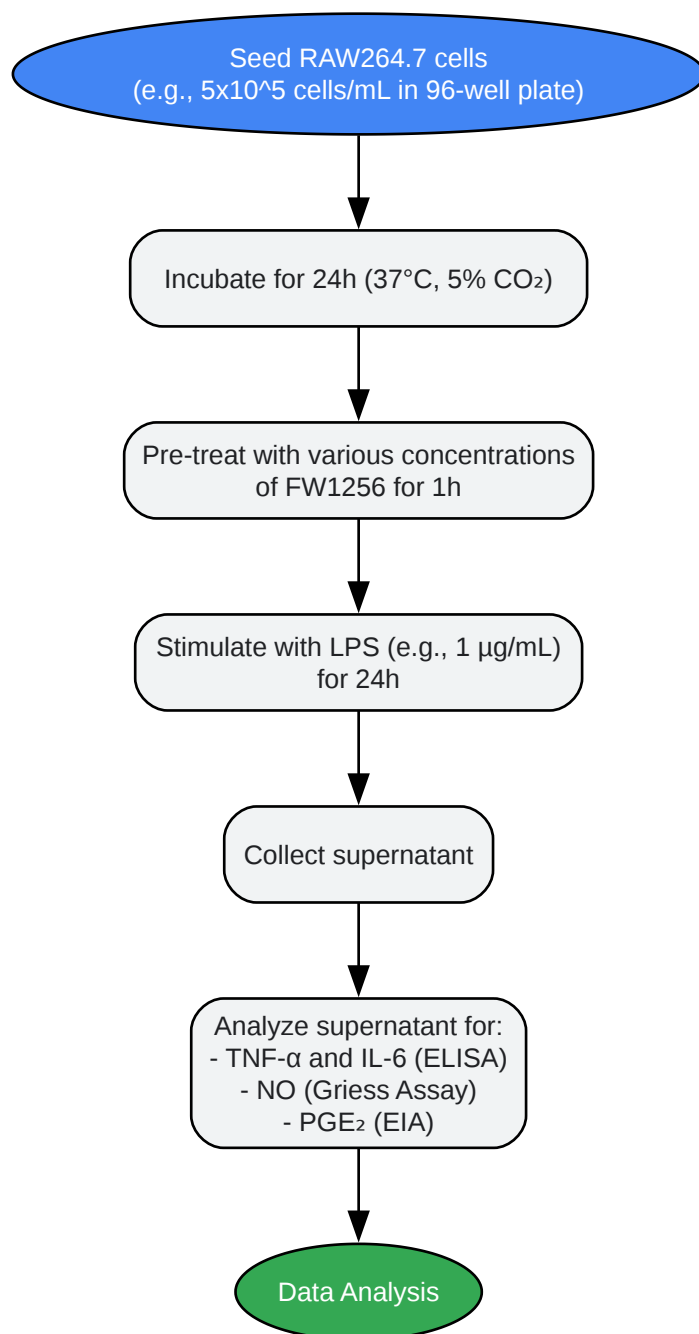 Seed RAW264.7 cells
(e.g., 5x10^5 cells/mL in 96-well plate)
Incubate for 24h (37°C, 5% CO₂)
Pre-treat with various concentrations
of FW1256 for 1h
Stimulate with LPS (e.g., 1 µg/mL)
for 24h
Collect supernatant
Analyze supernatant for:
- TNF-α and IL-6 (ELISA)
- NO (Griess Assay)
- PGE₂ (EIA)
Data Analysis